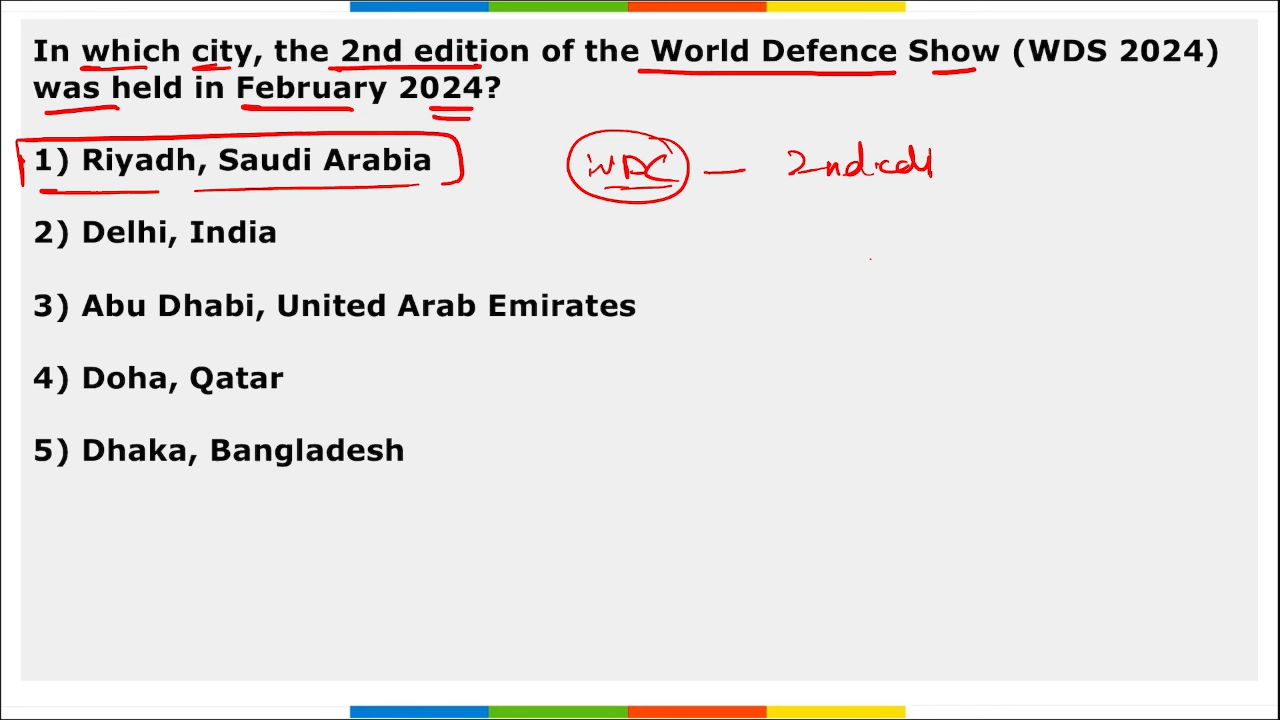 In which city, the 2nd edition of the World Defence Show (WDS 2024)
was held in February 2024?
1) Riyadh, Saudi Arabia
WDC — 2nd
2) Delhi, India
3) Abu Dhabi, United Arab Emirates
4) Doha, Qatar
5) Dhaka, Bangladesh